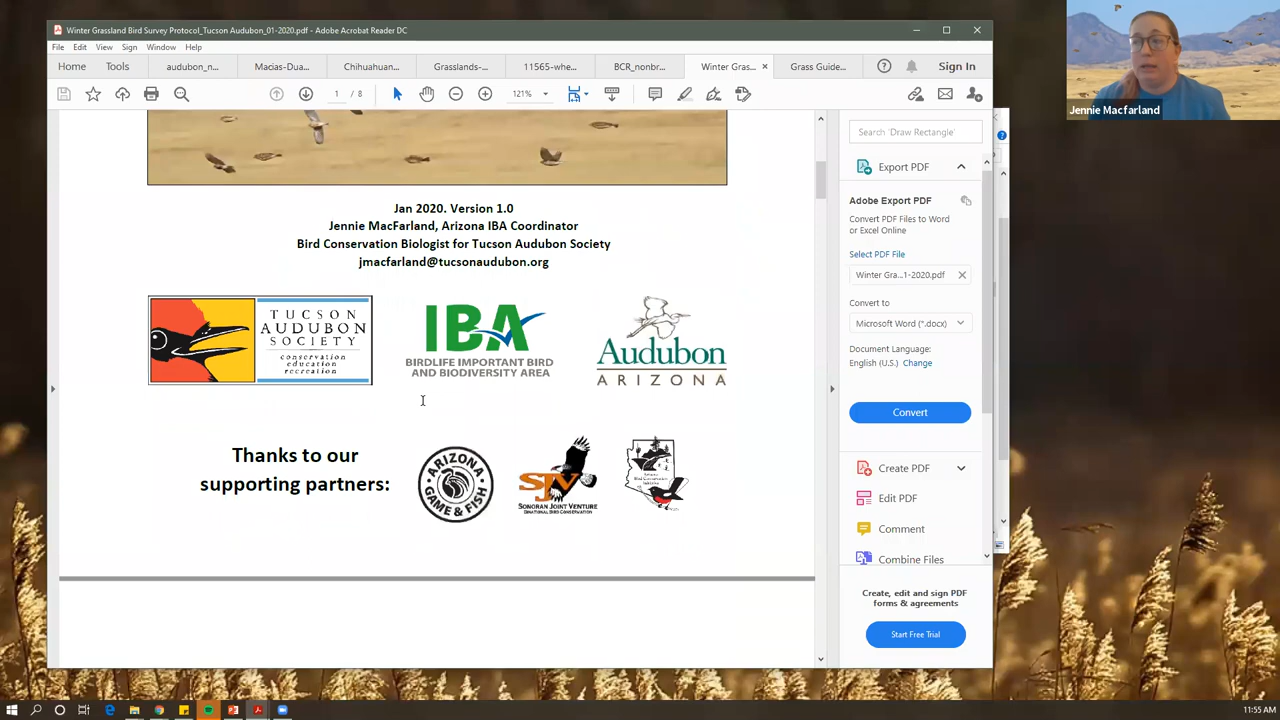 Winter Grassland Bird Survey Protocol_Tucson Audubon_01-2020.pdf - Adobe Acrobat Reader DC
File Edit View Sign Window Help
Home Tools audubon_n... Macias-Dua... Chihuahuan... Grasslands-... 11565-whe... BCR_nonbr... Winter Gras... Grass Guide... Sign In
1 / 8 121%
Jennie Macfarland
Search 'Draw Rectangle'
Export PDF
Adobe Export PDF
Convert PDF Files to Word
or Excel Online
Select PDF File
Winter Gra...1-2020.pdf
Convert to
Microsoft Word (*.docx)
Document Language:
English (U.S.) Change
Convert
Create PDF
Edit PDF
Comment
Combine Files
Create, edit and sign PDF
forms & agreements
Start Free Trial
Jan 2020. Version 1.0
Jennie MacFarland, Arizona IBA Coordinator
Bird Conservation Biologist for Tucson Audubon Society
jmacfarland@tucsonaudubon.org
TUCSON
AUDUBON
SOCIETY
conservation
education
recreation
IBA
BIRDLIFE IMPORTANT BIRD
AND BIODIVERSITY AREA
Audubon
ARIZONA
Thanks to our
supporting partners:
ARIZONA
GAME & FISH
SJV
SONORAN JOINT VENTURE
BINATIONAL BIRD CONSERVATION
11:55 AM